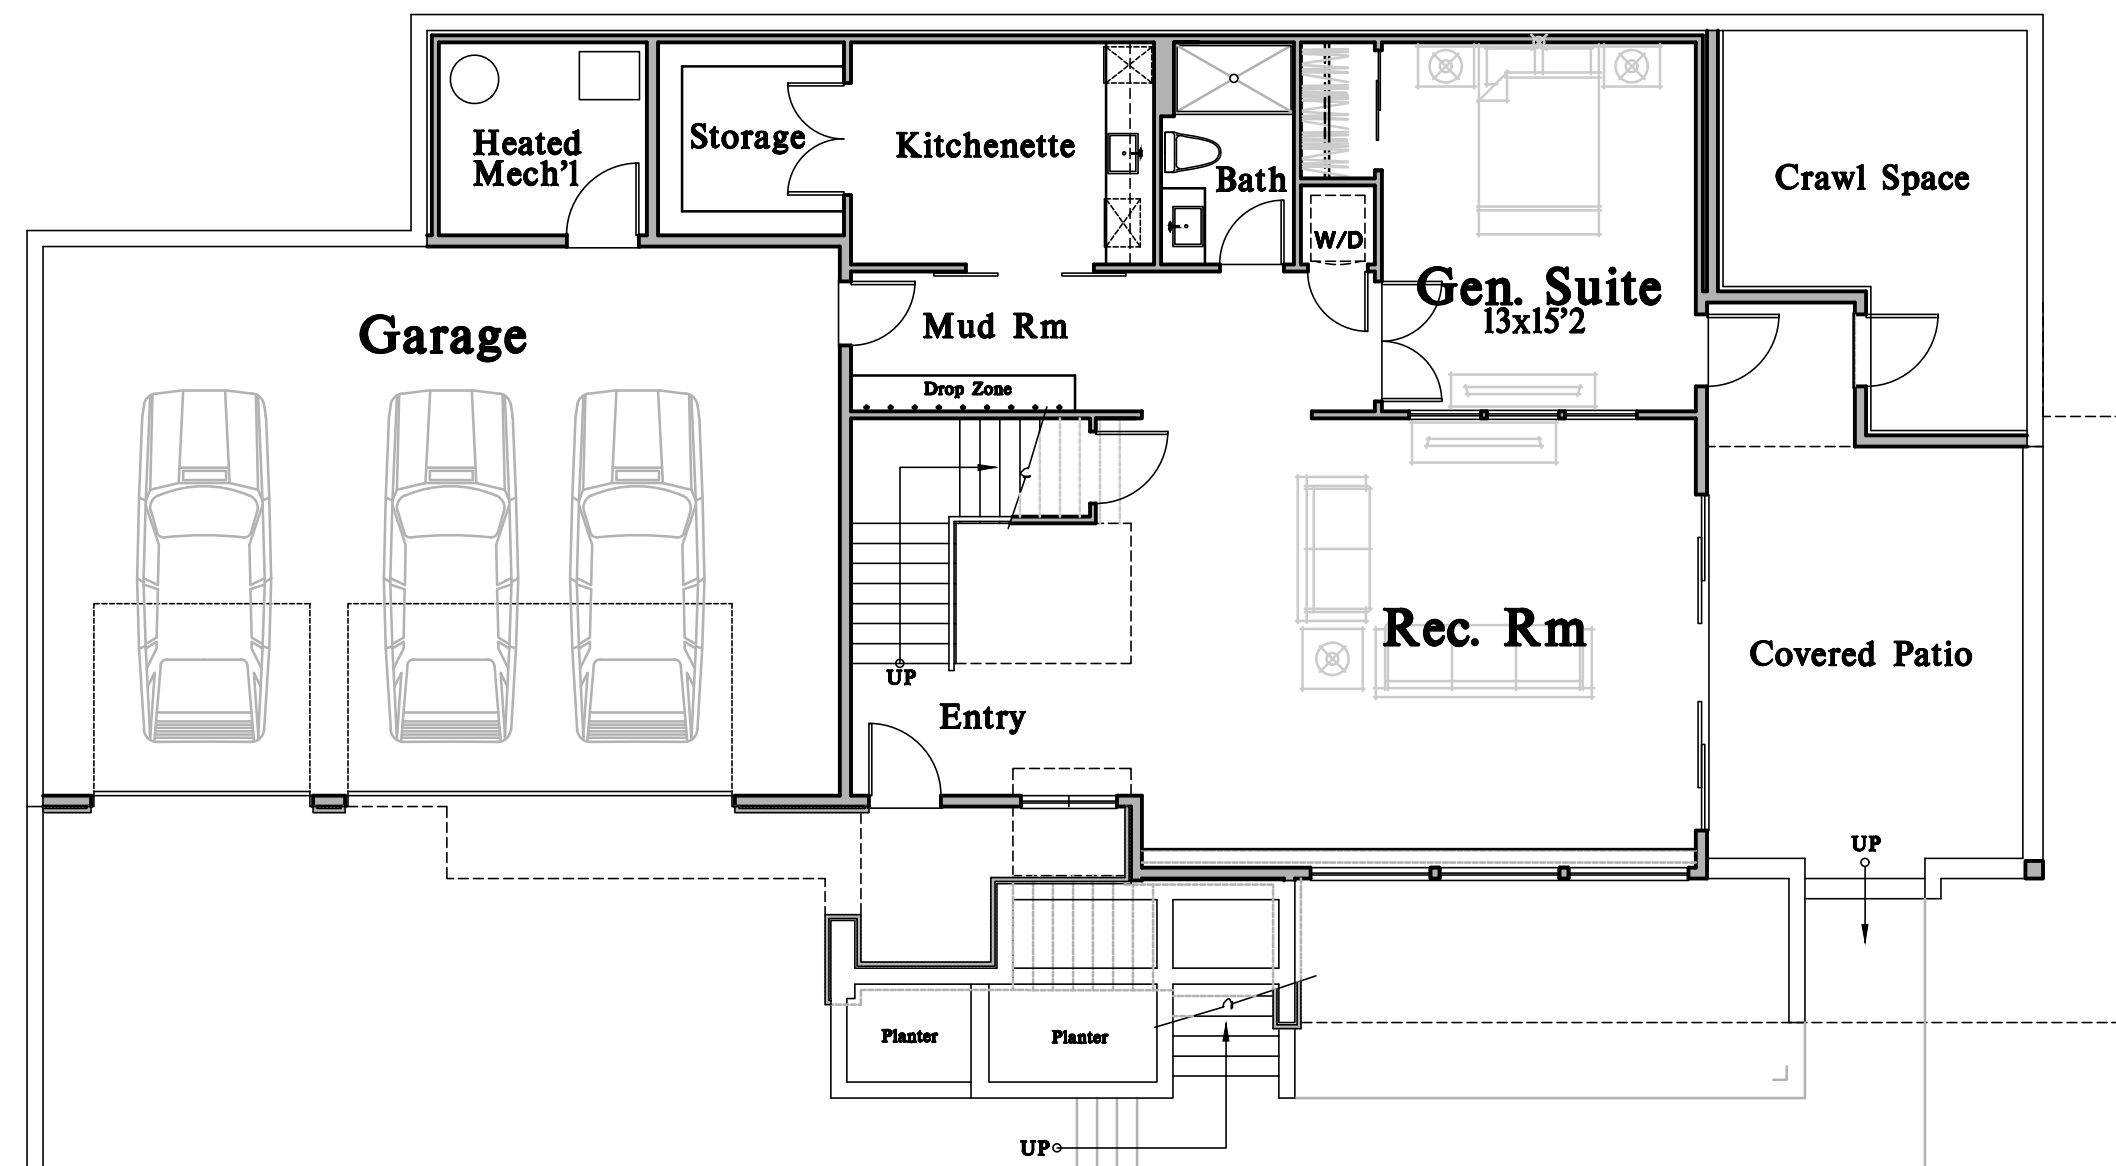 Heated
Mech'l
Storage
Kitchenette
Bath
W/D
Gen. Suite
13x15'2
Crawl Space
Garage
Mud Rm
Drop Zone
Rec. Rm
Covered Patio
UP
Entry
UP
Planter
Planter
UP